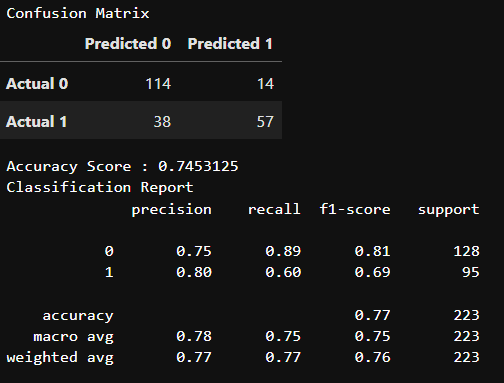 Confusion Matrix
Predicted 0 Predicted 1
Actual 0 114 14
Actual 1 38 57
Accuracy Score : 0.7453125
Classification Report
precision recall f1-score support
0 0.75 0.89 0.81 128
1 0.80 0.60 0.69 95
accuracy 0.77 223
macro avg 0.78 0.75 0.75 223
weighted avg 0.77 0.77 0.76 223